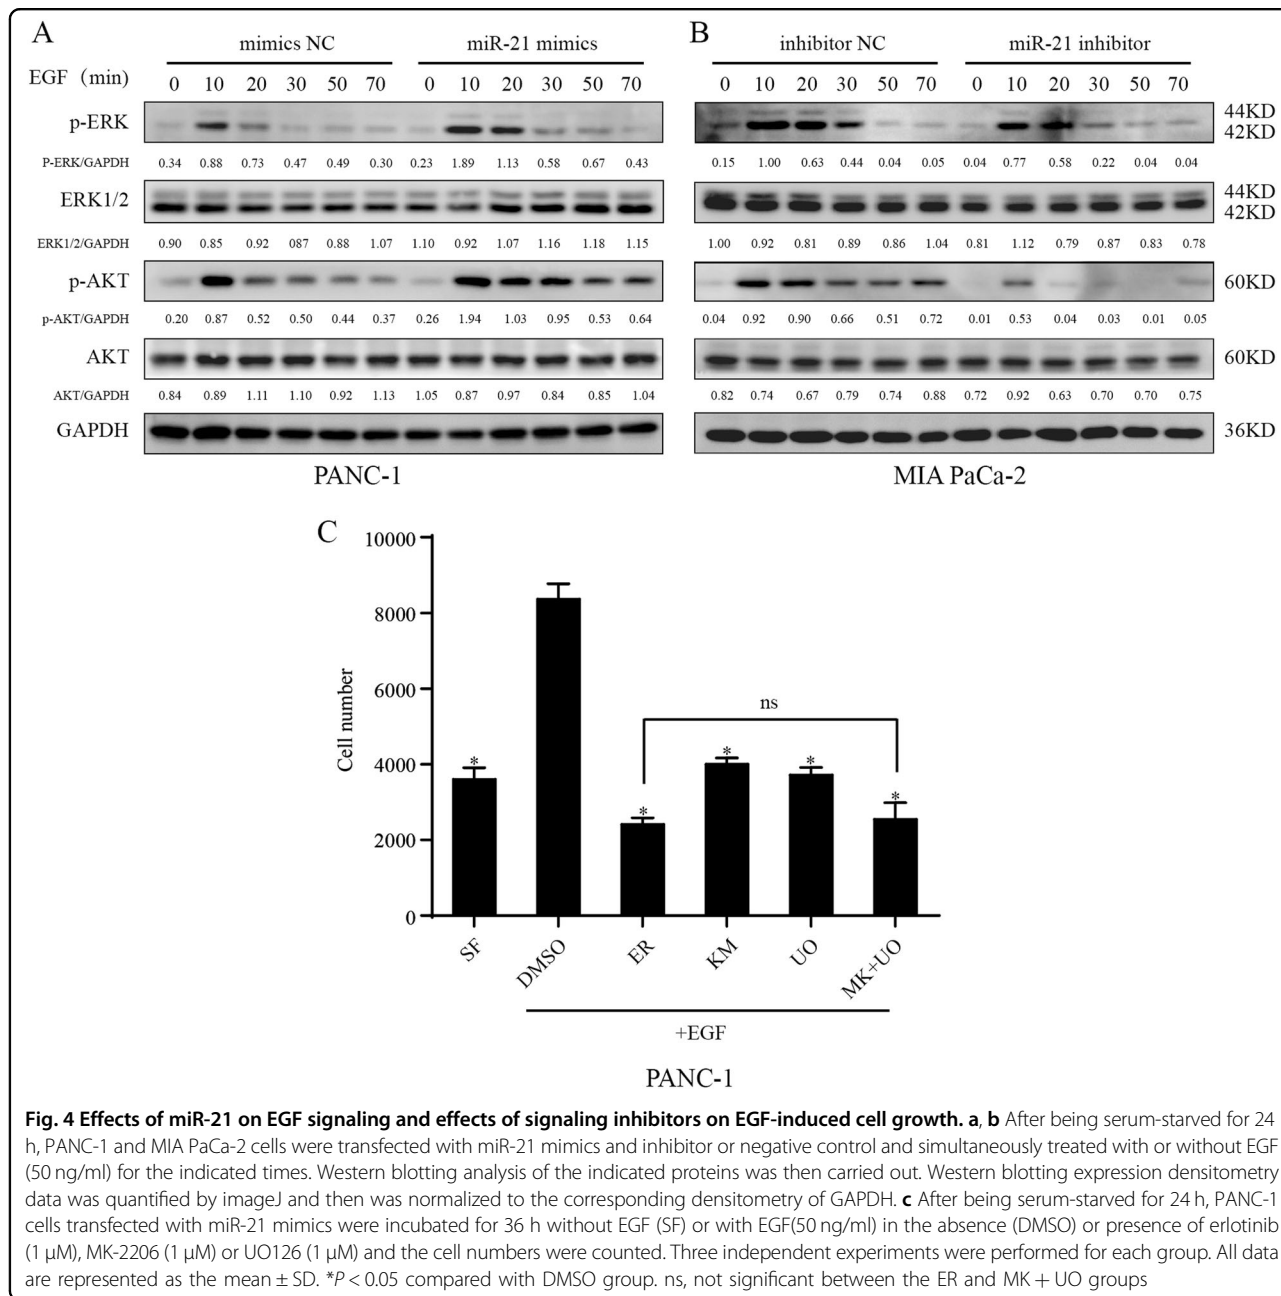 A
mimics NC miR-21 mimics
EGF (min) 0 10 20 30 50 70 0 10 20 30 50 70
p-ERK
P-ERK/GAPDH 0.34 0.88 0.73 0.47 0.49 0.30 0.23 1.89 1.13 0.58 0.67 0.43
ERK1/2
ERK1/2/GAPDH 0.90 0.85 0.92 087 0.88 1.07 1.10 0.92 1.07 1.16 1.18 1.15
p-AKT
p-AKT/GAPDH 0.20 0.87 0.52 0.50 0.44 0.37 0.26 1.94 1.03 0.95 0.53 0.64
AKT
AKT/GAPDH 0.84 0.89 1.11 1.10 0.92 1.13 1.05 0.87 0.97 0.84 0.85 1.04
GAPDH
PANC-1
B
inhibitor NC miR-21 inhibitor
0 10 20 30 50 70 0 10 20 30 50 70
44KD
42KD
0.15 1.00 0.63 0.44 0.04 0.05 0.04 0.77 0.58 0.22 0.04 0.04
44KD
42KD
1.00 0.92 0.81 0.89 0.86 1.04 0.81 1.12 0.79 0.87 0.83 0.78
60KD
0.04 0.92 0.90 0.66 0.51 0.72 0.01 0.53 0.04 0.03 0.01 0.05
60KD
0.82 0.74 0.67 0.79 0.74 0.88 0.72 0.92 0.63 0.70 0.70 0.75
36KD
MIA PaCa-2
C
10000
8000
6000
4000
2000
0
Cell number
ns
* * * * *
SF DMSO ER KM UO MK+UO
+EGF
PANC-1
Fig. 4 Effects of miR-21 on EGF signaling and effects of signaling inhibitors on EGF-induced cell growth. a, b After being serum-starved for 24
h, PANC-1 and MIA PaCa-2 cells were transfected with miR-21 mimics and inhibitor or negative control and simultaneously treated with or without EGF
(50 ng/ml) for the indicated times. Western blotting analysis of the indicated proteins was then carried out. Western blotting expression densitometry
data was quantified by imageJ and then was normalized to the corresponding densitometry of GAPDH. c After being serum-starved for 24 h, PANC-1
cells transfected with miR-21 mimics were incubated for 36 h without EGF (SF) or with EGF(50 ng/ml) in the absence (DMSO) or presence of erlotinib
(1 μM), MK-2206 (1 μM) or UO126 (1 μM) and the cell numbers were counted. Three independent experiments were performed for each group. All data
are represented as the mean ± SD. *P < 0.05 compared with DMSO group. ns, not significant between the ER and MK + UO groups